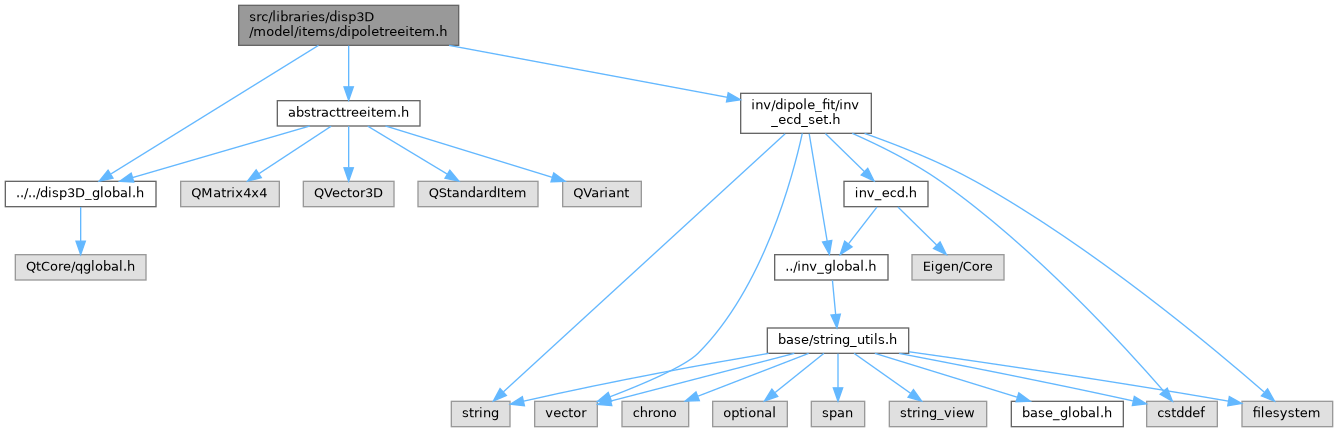 src/libraries/disp3D
/model/items/dipoletreeitem.h
inv/dipole_fit/inv
_ecd_set.h
abstracttreeitem.h
../../disp3D_global.h
QMatrix4x4
QVector3D
QStandardItem
QVariant
inv_ecd.h
QtCore/qglobal.h
../inv_global.h
Eigen/Core
base/string_utils.h
string
vector
chrono
optional
span
string_view
base_global.h
cstddef
filesystem